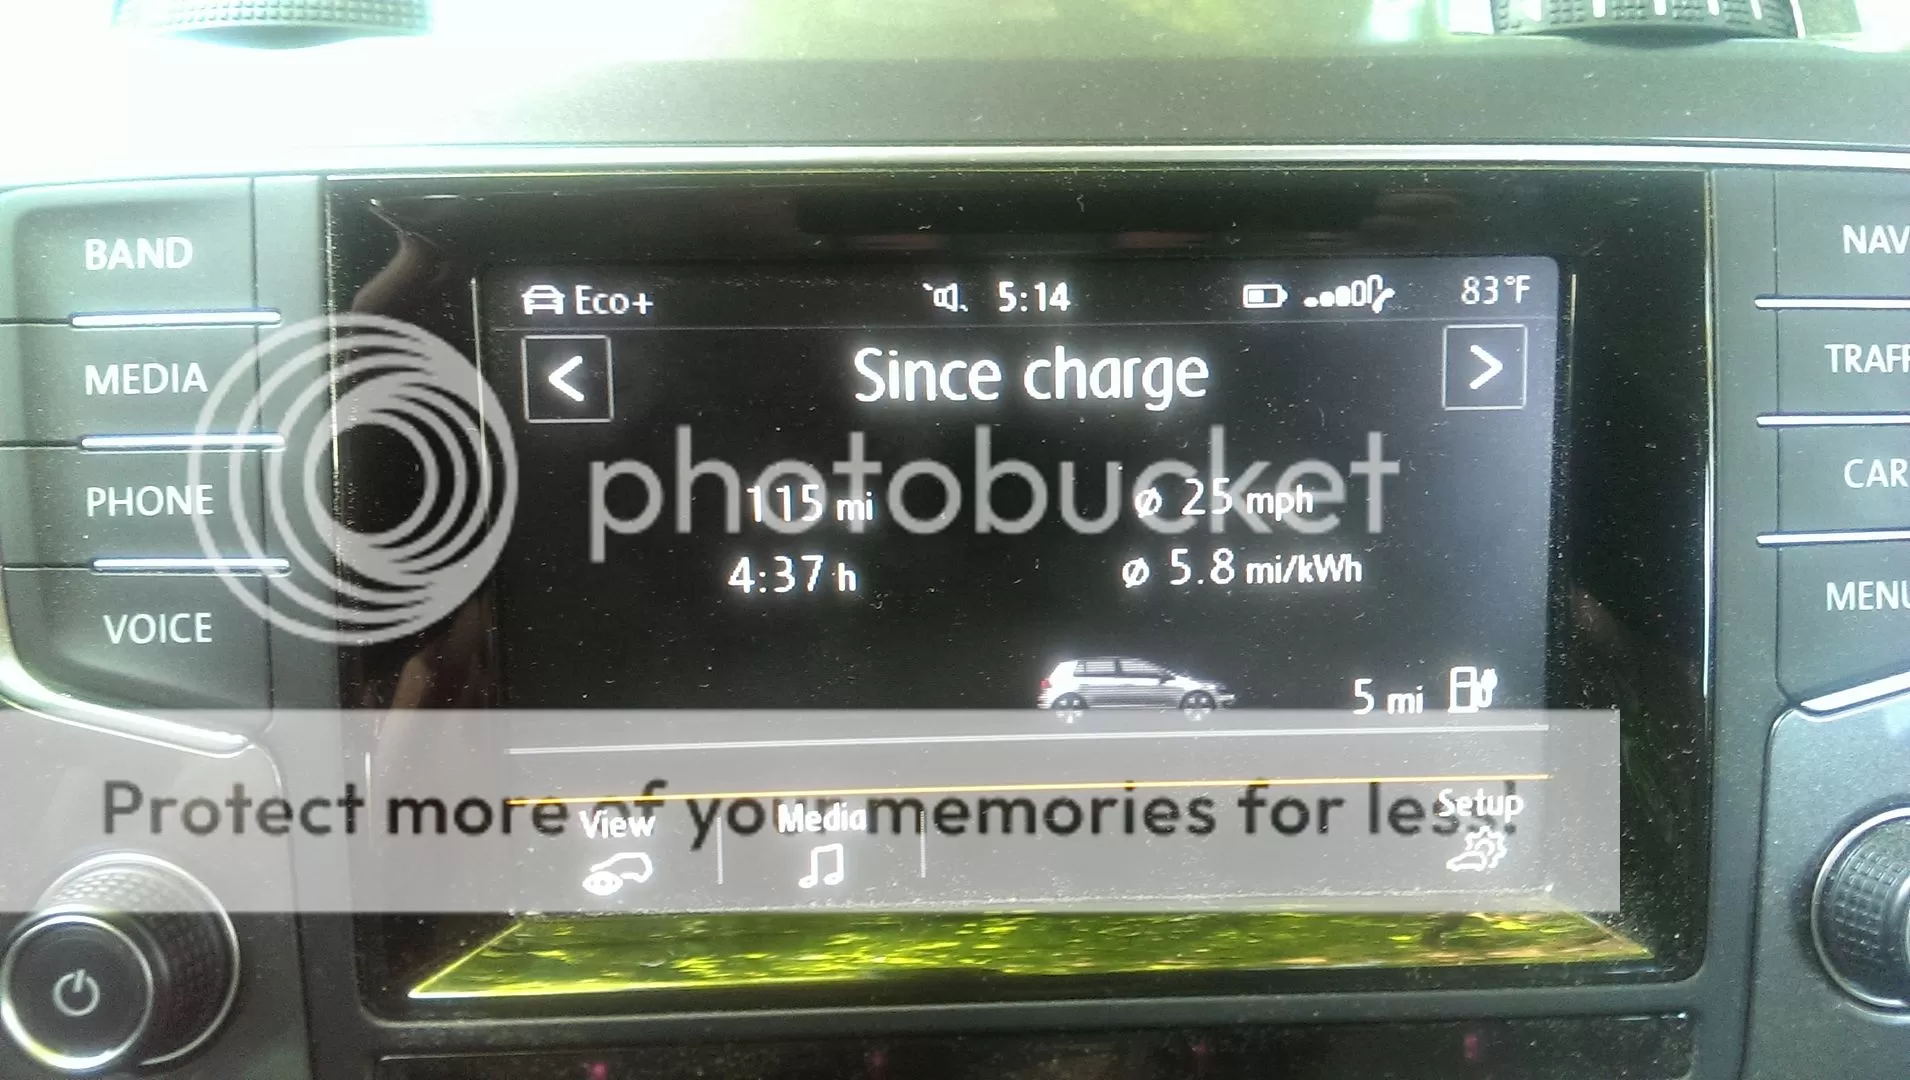 BAND
MEDIA
PHONE
VOICE
Eco+
5:14
83°F
<
Since charge
>
115 mi
ø 25 mph
4:37 h
ø 5.8 mi/kWh
5 mi
View
Media
Setup
NAV
TRAFF
CAR
MENU
photobucket
Protect more of your memories for less!